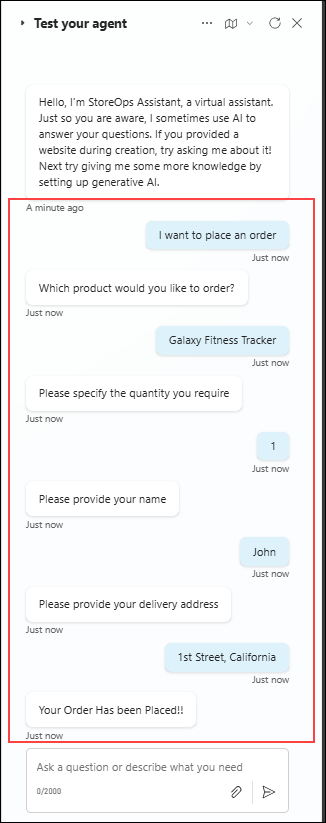 Test your agent
Hello, I'm StoreOps Assistant, a virtual assistant.
Just so you are aware, I sometimes use AI to
answer your questions. If you provided a
website during creation, try asking me about it!
Next try giving me some more knowledge by
setting up generative AI.
A minute ago
I want to place an order
Just now
Which product would you like to order?
Just now
Galaxy Fitness Tracker
Just now
Please specify the quantity you require
Just now
1
Just now
Please provide your name
Just now
John
Just now
Please provide your delivery address
Just now
1st Street, California
Just now
Your Order Has been Placed!!
Just now
Ask a question or describe what you need
0/2000